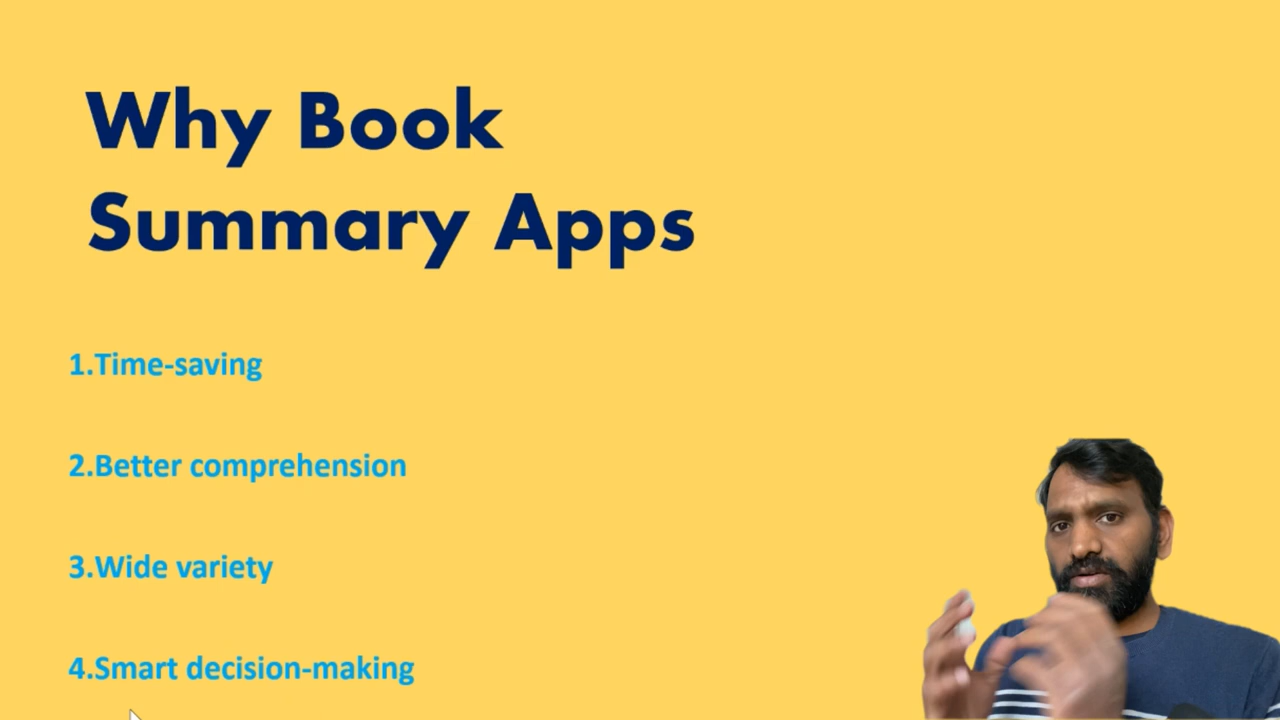 Why Book
Summary Apps
1.Time-saving
2.Better comprehension
3.Wide variety
4.Smart decision-making